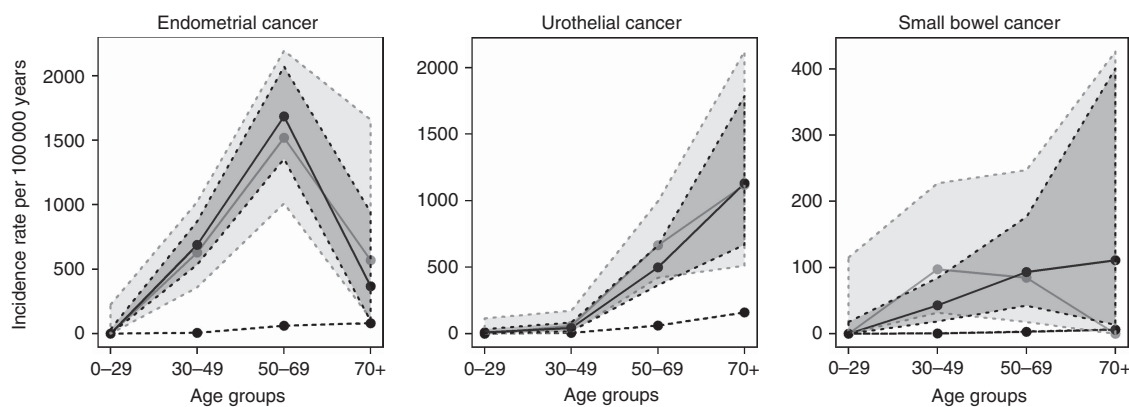 Endometrial cancer
Urothelial cancer
Small bowel cancer
Incidence rate per 100 000 years
2000
1500
1000
500
0
0–29 30–49 50–69 70+
Age groups
2000
1500
1000
500
0
0–29 30–49 50–69 70+
Age groups
400
300
200
100
0
0–29 30–49 50–69 70+
Age groups